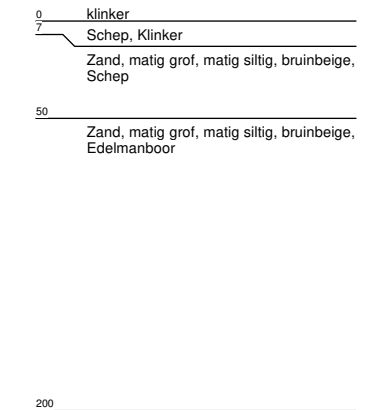 0 klinker
7 Schep, Klinker
Zand, matig grof, matig siltig, bruinbeige,
Schep
50
Zand, matig grof, matig siltig, bruinbeige,
Edelmanboor
200